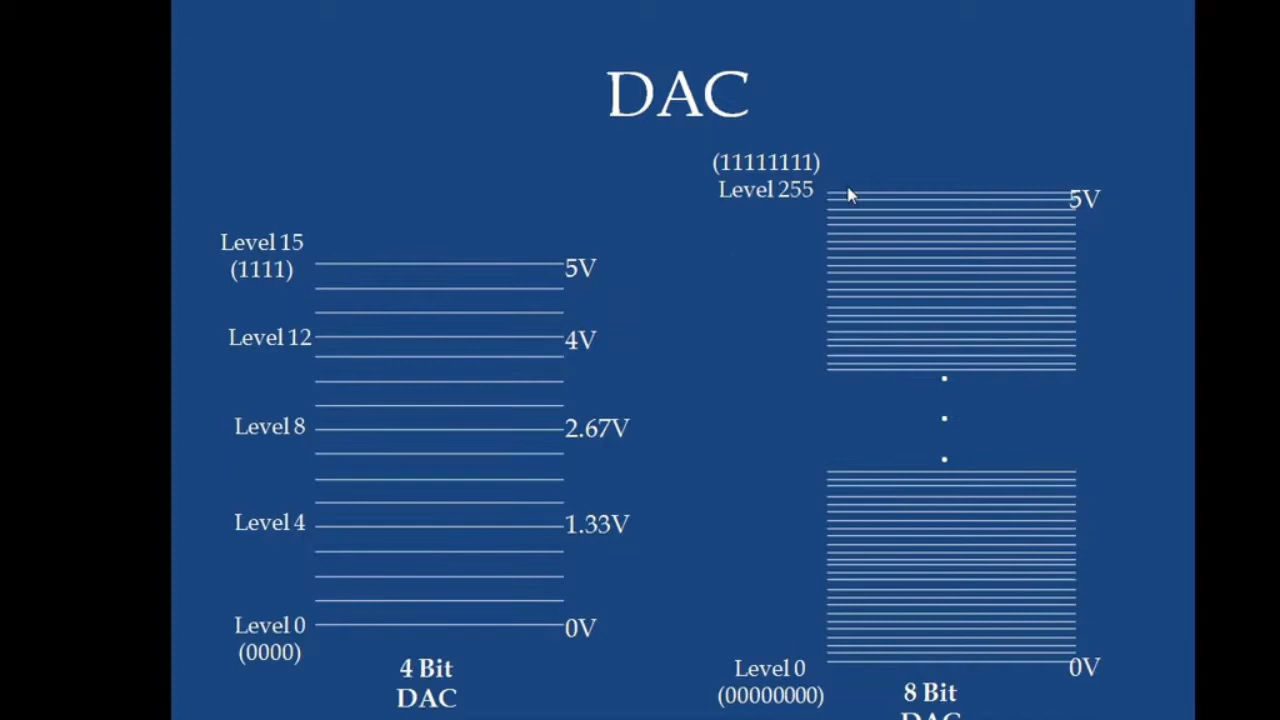 DAC
(11111111)
Level 255
5V
Level 15
(1111)
5V
Level 12
4V
Level 8
2.67V
Level 4
1.33V
Level 0
(0000)
0V
4 Bit
DAC
Level 0
(00000000)
0V
8 Bit
DAC